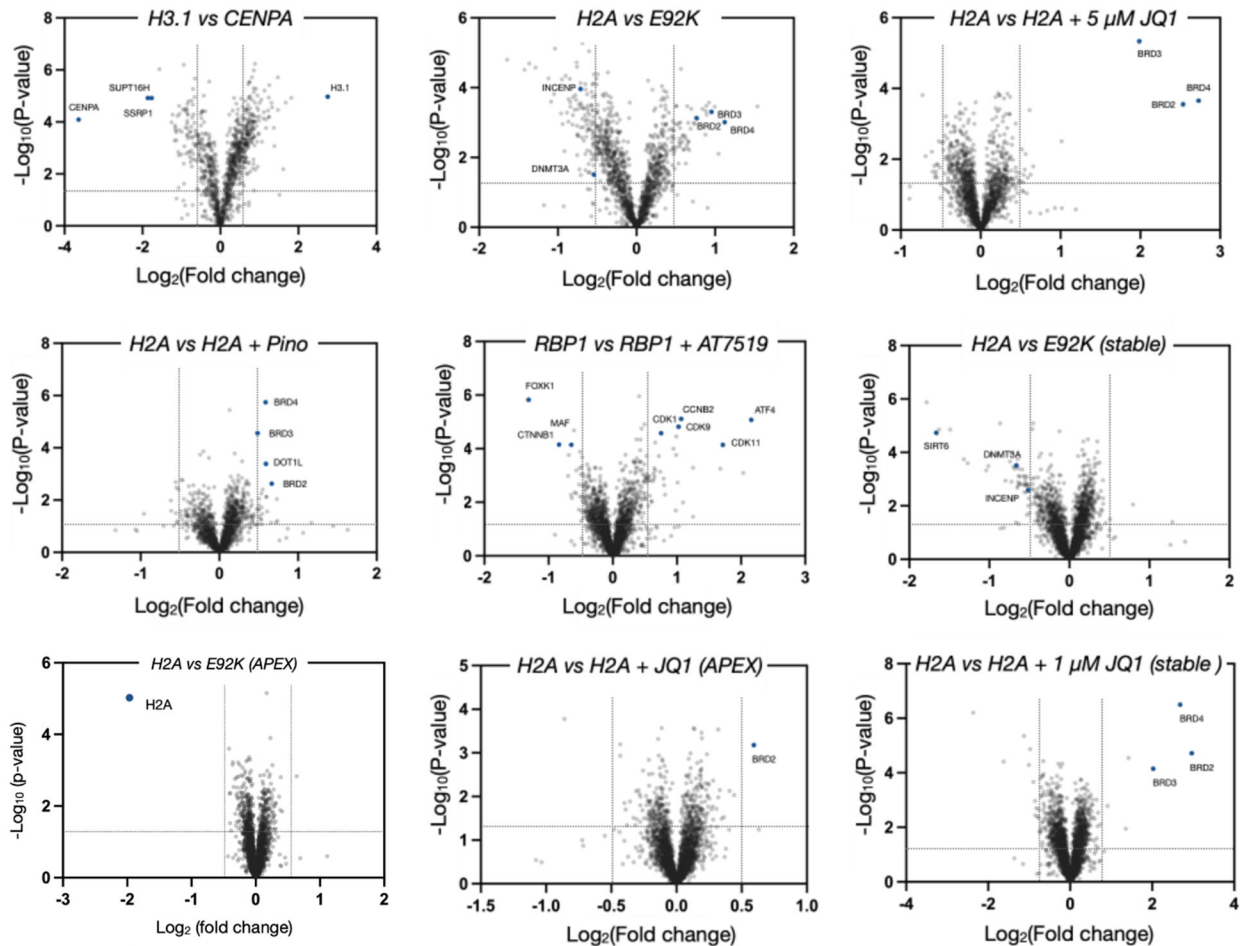 H3.1 vs CENPA
-Log10(P-value)
8
6
4
2
0
CENPA
SUPT16H
SSRP1
H3.1
-4
-2
0
2
4
Log2(Fold change)
H2A vs E92K
-Log10(P-value)
6
4
2
0
INCENP
DNMT3A
BRD3
BRD2
BRD4
-2
-1
0
1
2
Log2(Fold change)
H2A vs H2A + 5 µM JQ1
-Log10(P-value)
6
4
2
0
BRD3
BRD4
BRD2
-1
0
1
2
3
Log2(Fold change)
H2A vs H2A + Pino
-Log10(P-value)
8
6
4
2
0
BRD4
BRD3
DOT1L
BRD2
-2
-1
0
1
2
Log2(Fold change)
RBP1 vs RBP1 + AT7519
-Log10(P-value)
8
6
4
2
0
FOXK1
MAF
CTNNB1
CDK1
CCNB2
CDK9
ATF4
CDK11
-2
-1
0
1
2
3
Log2(Fold change)
H2A vs E92K (stable)
-Log10(P-value)
8
6
4
2
0
SIRT6
DNMT3A
INCENP
-2
-1
0
1
2
Log2(Fold change)
H2A vs E92K (APEX)
-Log10 (p-value)
6
4
2
0
H2A
-3
-2
-1
0
1
2
Log2 (fold change)
H2A vs H2A + JQ1 (APEX)
-Log10(P-value)
5
4
3
2
1
0
BRD2
-1.5
-1.0
-0.5
0.0
0.5
1.0
Log2(Fold change)
H2A vs H2A + 1 µM JQ1 (stable )
-Log10(P-value)
8
6
4
2
0
BRD4
BRD2
BRD3
-4
-2
0
2
4
Log2(Fold change)